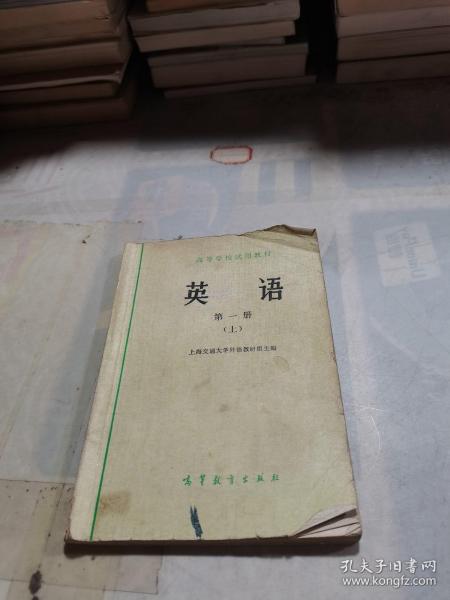 高等学校试用教材
英 语
第一册
(上)
上海交通大学外语教研组主编
高等教育出版社
孔夫子旧书网
www.kongfz.com